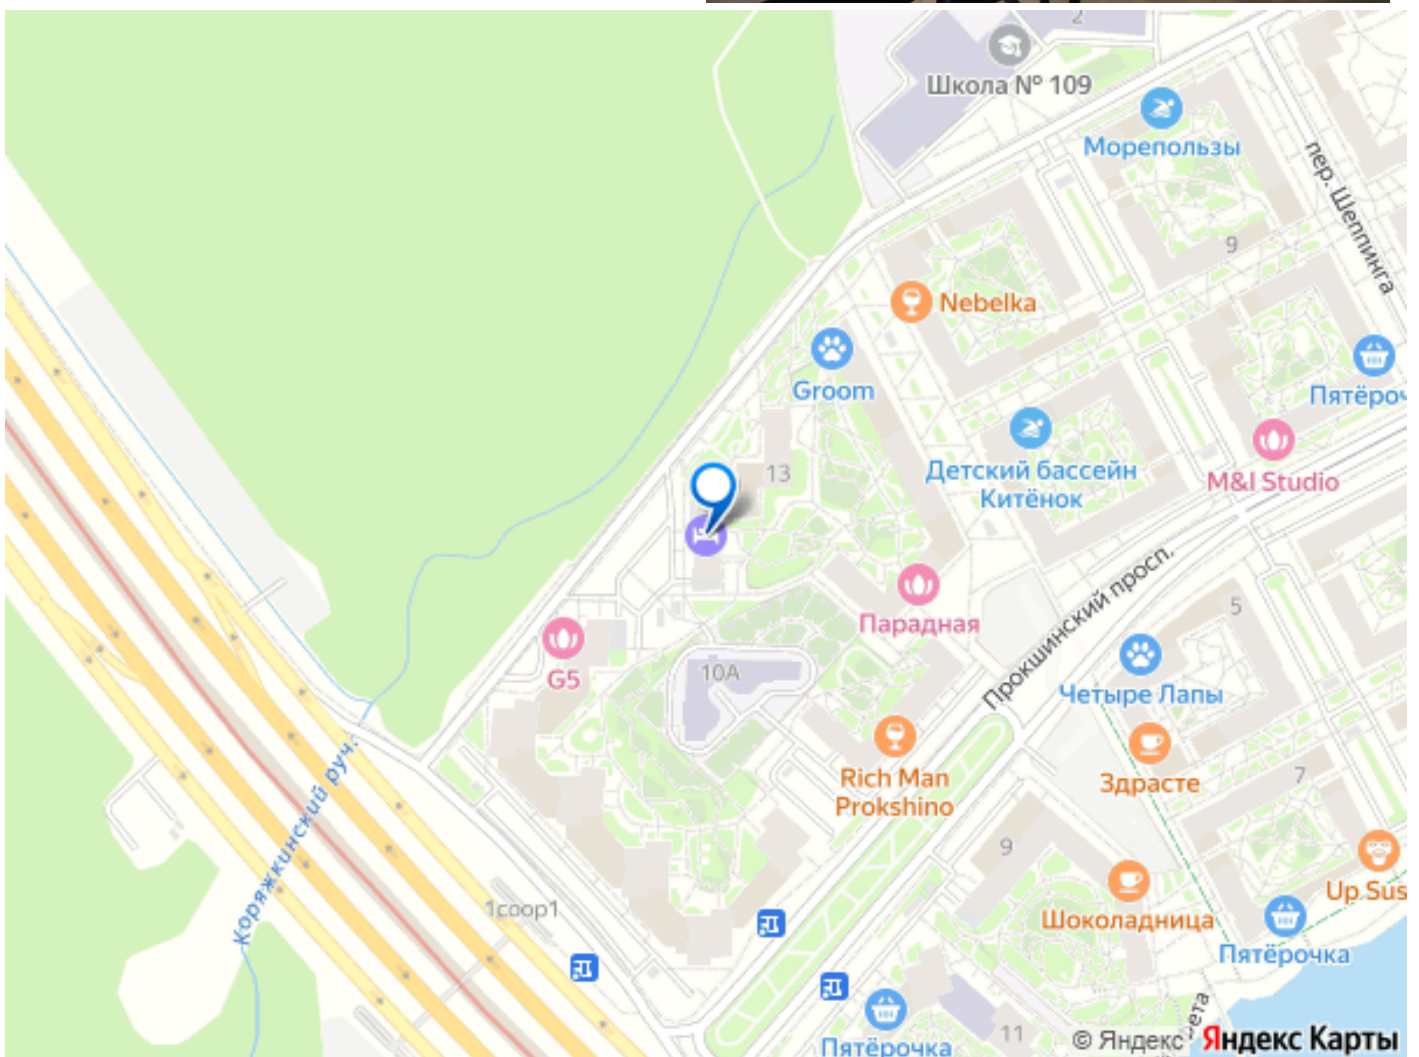 2
Школа № 109
Морепользы
пер. Шеппинга
9
Nebelka
Groom
Пятёроч
13
Детский бассейн
Китёнок
M&I Studio
Прокшинский просп.
Парадная
5
G5
10А
Четыре Лапы
Rich Man
Prokshino
Здрасте
7
Коряжкинский руч.
9
Up Sus
1соор1
Шоколадница
Пятёрочка
11
Пятёрочка
© Яндекс
Яндекс Карты